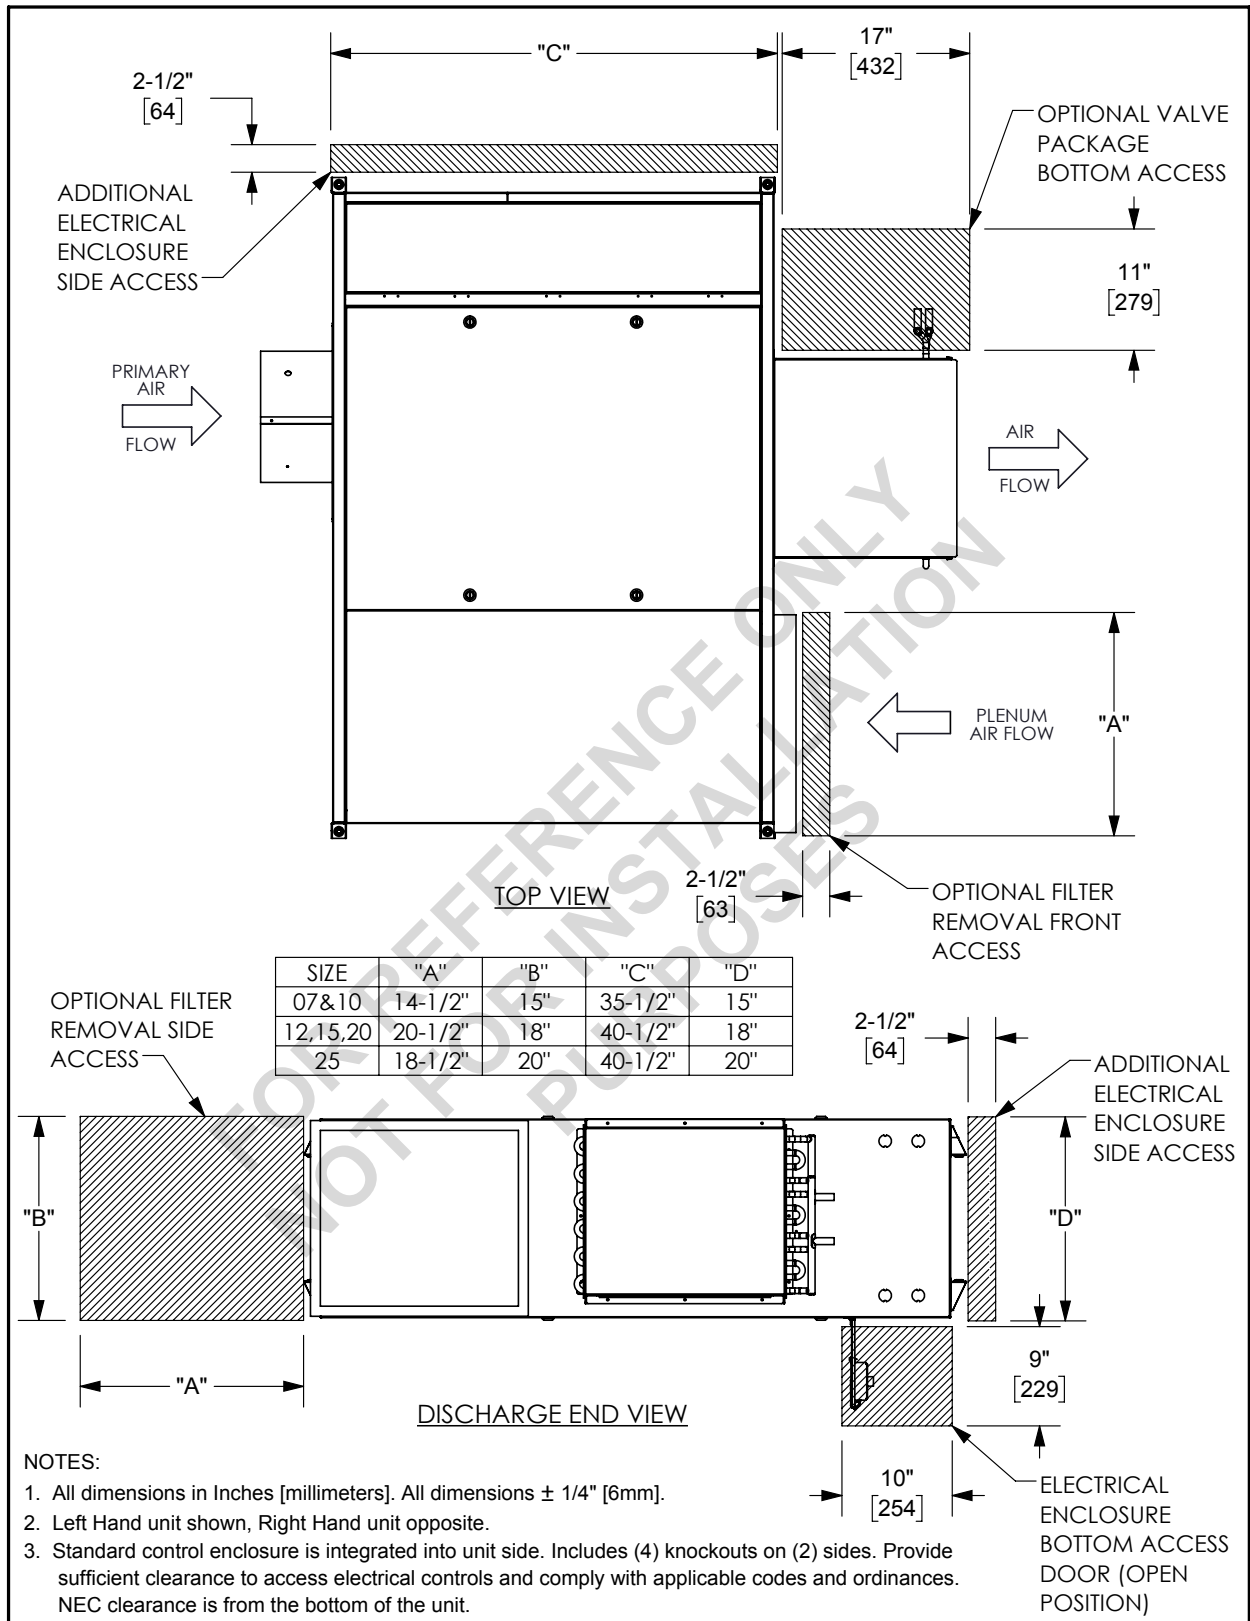 "C"
17"
[432]
2-1/2"
[64]
OPTIONAL VALVE
PACKAGE
BOTTOM ACCESS
ADDITIONAL
ELECTRICAL
ENCLOSURE
SIDE ACCESS
11"
[279]
PRIMARY
AIR
FLOW
AIR
FLOW
PLENUM
AIR FLOW
"A"
TOP VIEW
2-1/2"
[63]
OPTIONAL FILTER
REMOVAL FRONT
ACCESS
FOR REFERENCE ONLY
NOT FOR INSTALLATION
PURPOSES
SIZE "A" "B" "C" "D"
07&10 14-1/2" 15" 35-1/2" 15"
12,15,20 20-1/2" 18" 40-1/2" 18"
25 18-1/2" 20" 40-1/2" 20"
OPTIONAL FILTER
REMOVAL SIDE
ACCESS
2-1/2"
[64]
ADDITIONAL
ELECTRICAL
ENCLOSURE
SIDE ACCESS
"B"
"D"
"A"
9"
[229]
DISCHARGE END VIEW
10"
[254]
ELECTRICAL
ENCLOSURE
BOTTOM ACCESS
DOOR (OPEN
POSITION)
NOTES:
1. All dimensions in Inches [millimeters]. All dimensions ± 1/4" [6mm].
2. Left Hand unit shown, Right Hand unit opposite.
3. Standard control enclosure is integrated into unit side. Includes (4) knockouts on (2) sides. Provide
sufficient clearance to access electrical controls and comply with applicable codes and ordinances.
NEC clearance is from the bottom of the unit.